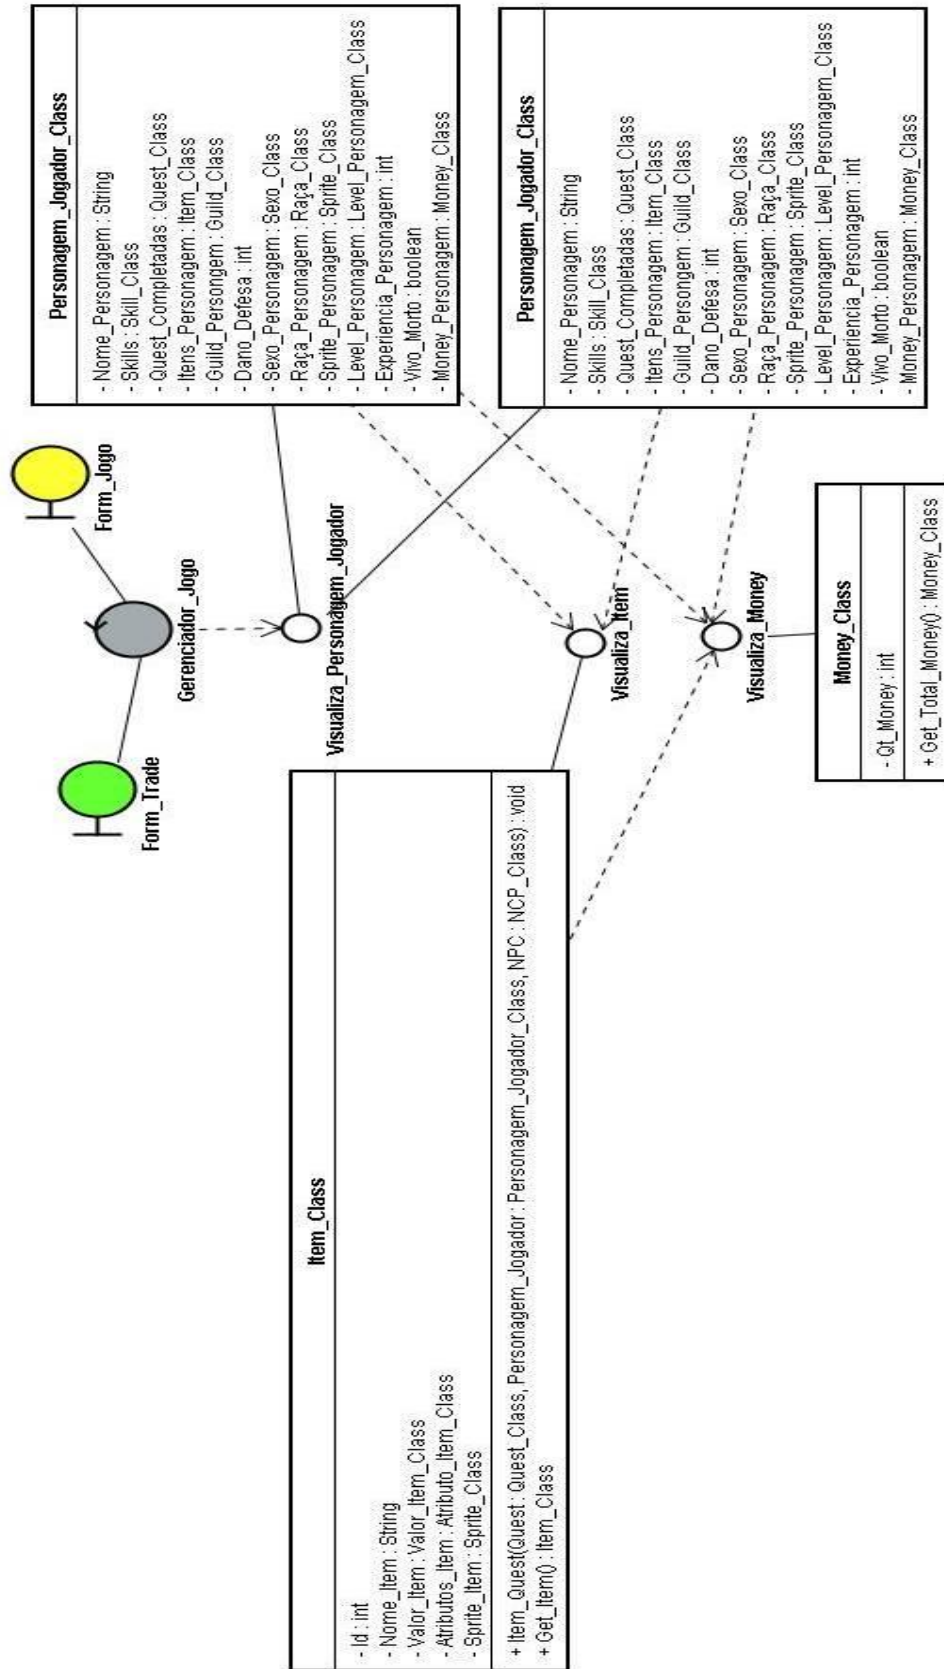 Form_Trade
Form_Jogo
Gerenciador_Jogo
Visualiza_Personagem_Jogador
Item_Class
- Id : int
- Nome_Item : String
- Valor_Item : Valor_Item_Class
- Atributos_Item : Atributo_Item_Class
- Sprite_Item : Sprite_Class
+ Item_Quest(Quest : Quest_Class, Personagem_Jogador : Personagem_Jogador_Class, NPC : NCP_Class) : void
+ Get_Item() : Item_Class
Visualiza_Item
Visualiza_Money
Money_Class
- Qt_Money : int
+ Get_Total_Money() : Money_Class
Personagem_Jogador_Class
- Nome_Personagem : String
- Skills : Skill_Class
- Quest_Completadas : Quest_Class
- Itens_Personagem : Item_Class
- Guild_Persongem : Guild_Class
- Dano_Defesa : int
- Sexo_Personagem : Sexo_Class
- Raça_Personagem : Raça_Class
- Sprite_Personagem : Sprite_Class
- Level_Personagem : Level_Personagem_Class
- Experiencia_Personagem : int
- Vivo_Morto : boolean
- Money_Personagem : Money_Class
Personagem_Jogador_Class
- Nome_Personagem : String
- Skills : Skill_Class
- Quest_Completadas : Quest_Class
- Itens_Personagem : Item_Class
- Guild_Persongem : Guild_Class
- Dano_Defesa : int
- Sexo_Personagem : Sexo_Class
- Raça_Personagem : Raça_Class
- Sprite_Personagem : Sprite_Class
- Level_Personagem : Level_Personagem_Class
- Experiencia_Personagem : int
- Vivo_Morto : boolean
- Money_Personagem : Money_Class